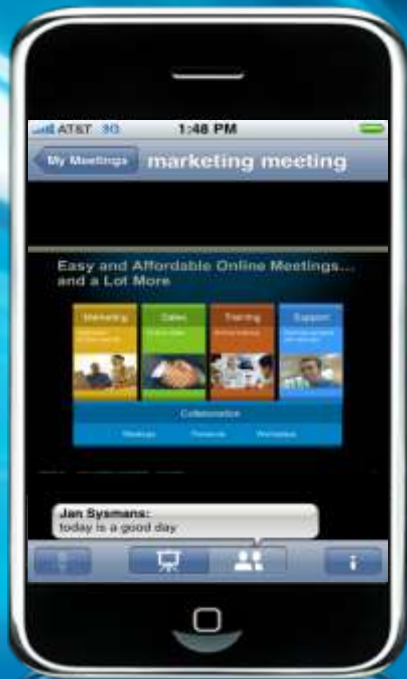 AT&T 3G 1:48 PM
My Meetings marketing meeting
Easy and Affordable Online Meetings...
and a Lot More
Marketing Sales Training Support
Collaboration
Meetings
Jan Sysmans:
today is a good day
i